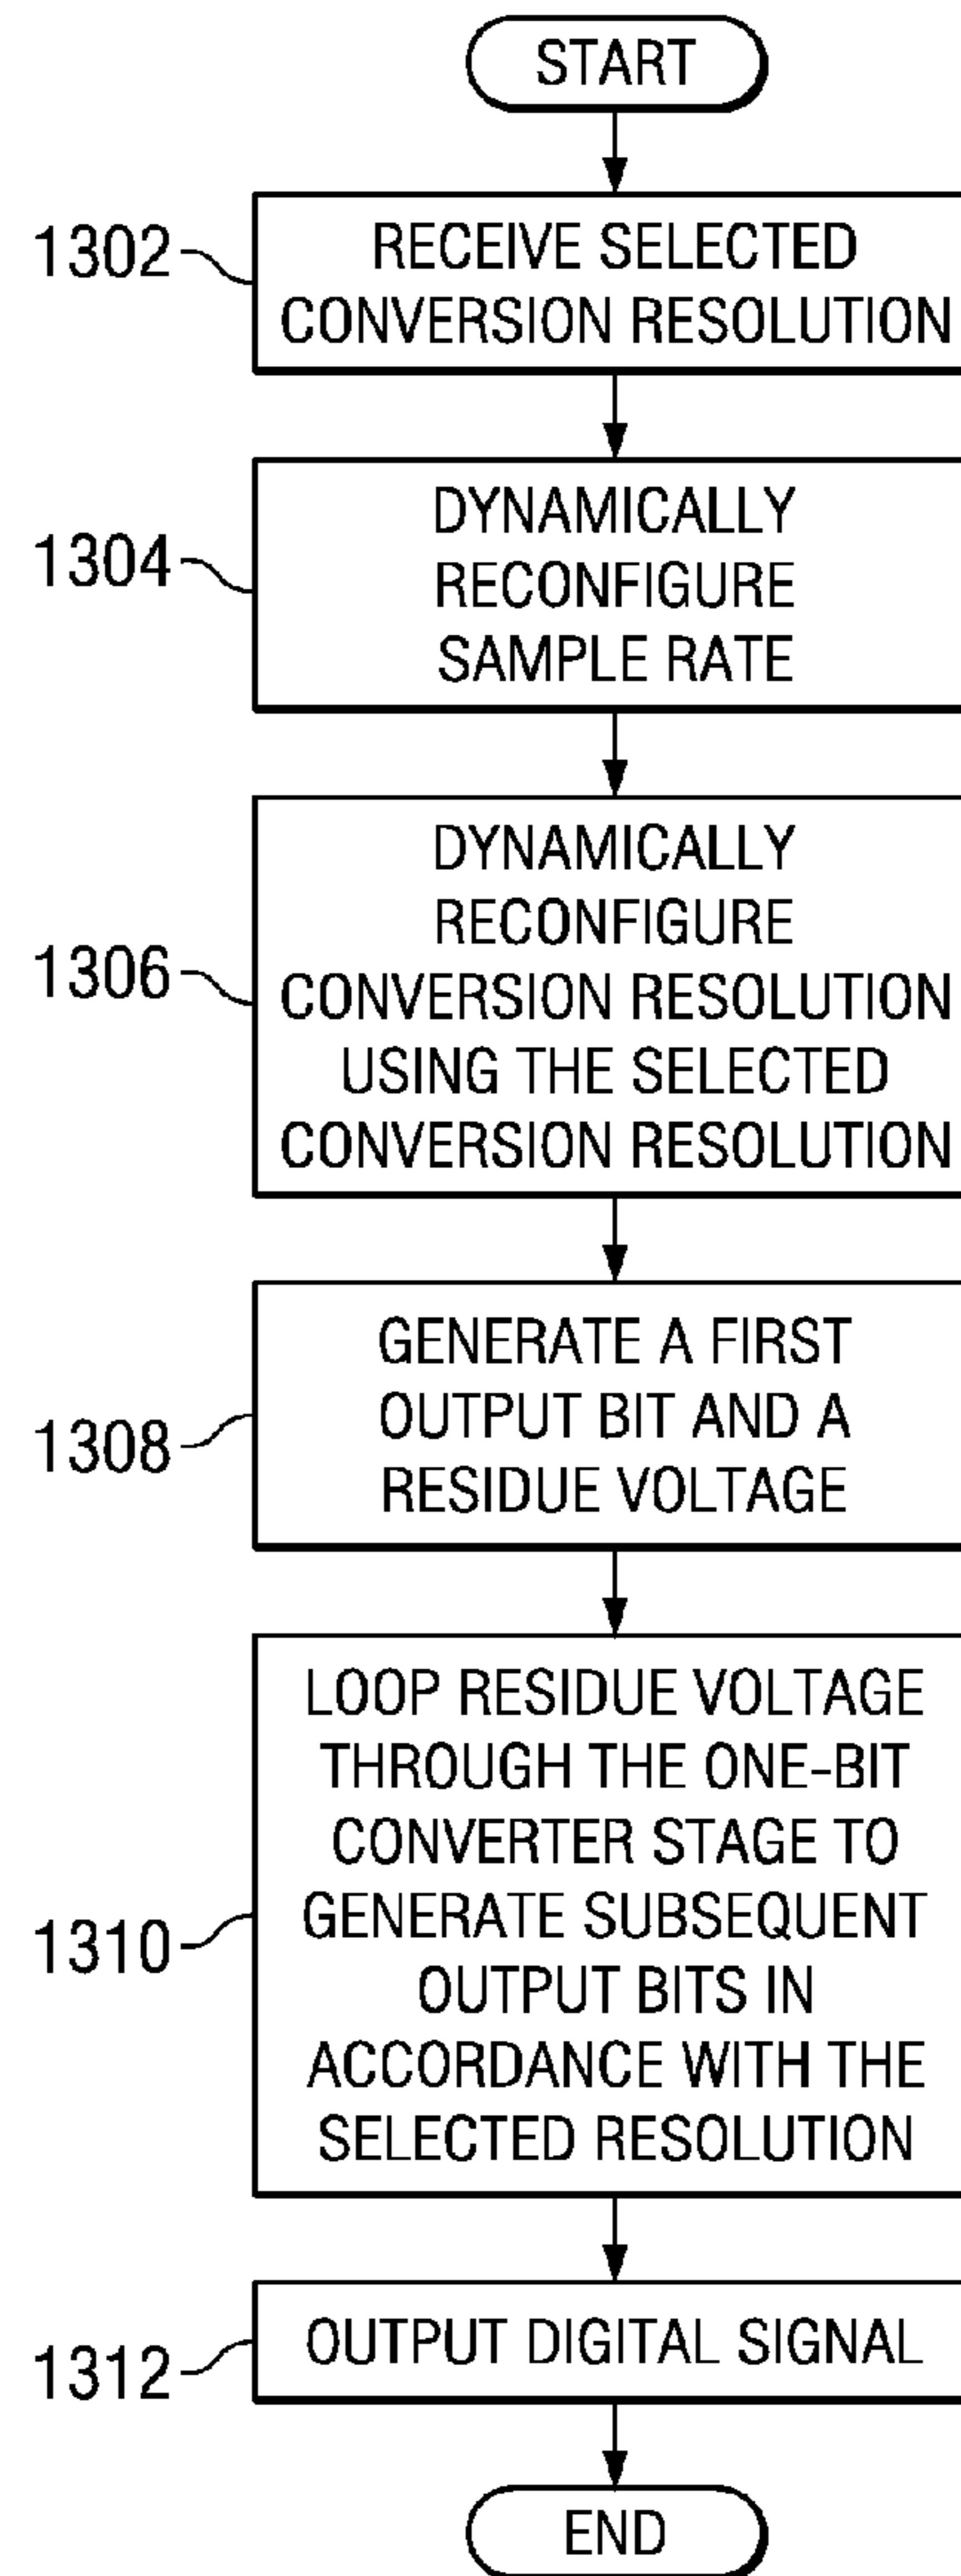 START
1302
RECEIVE SELECTED
CONVERSION RESOLUTION
1304
DYNAMICALLY
RECONFIGURE
SAMPLE RATE
1306
DYNAMICALLY
RECONFIGURE
CONVERSION RESOLUTION
USING THE SELECTED
CONVERSION RESOLUTION
1308
GENERATE A FIRST
OUTPUT BIT AND A
RESIDUE VOLTAGE
1310
LOOP RESIDUE VOLTAGE
THROUGH THE ONE-BIT
CONVERTER STAGE TO
GENERATE SUBSEQUENT
OUTPUT BITS IN
ACCORDANCE WITH THE
SELECTED RESOLUTION
1312
OUTPUT DIGITAL SIGNAL
END